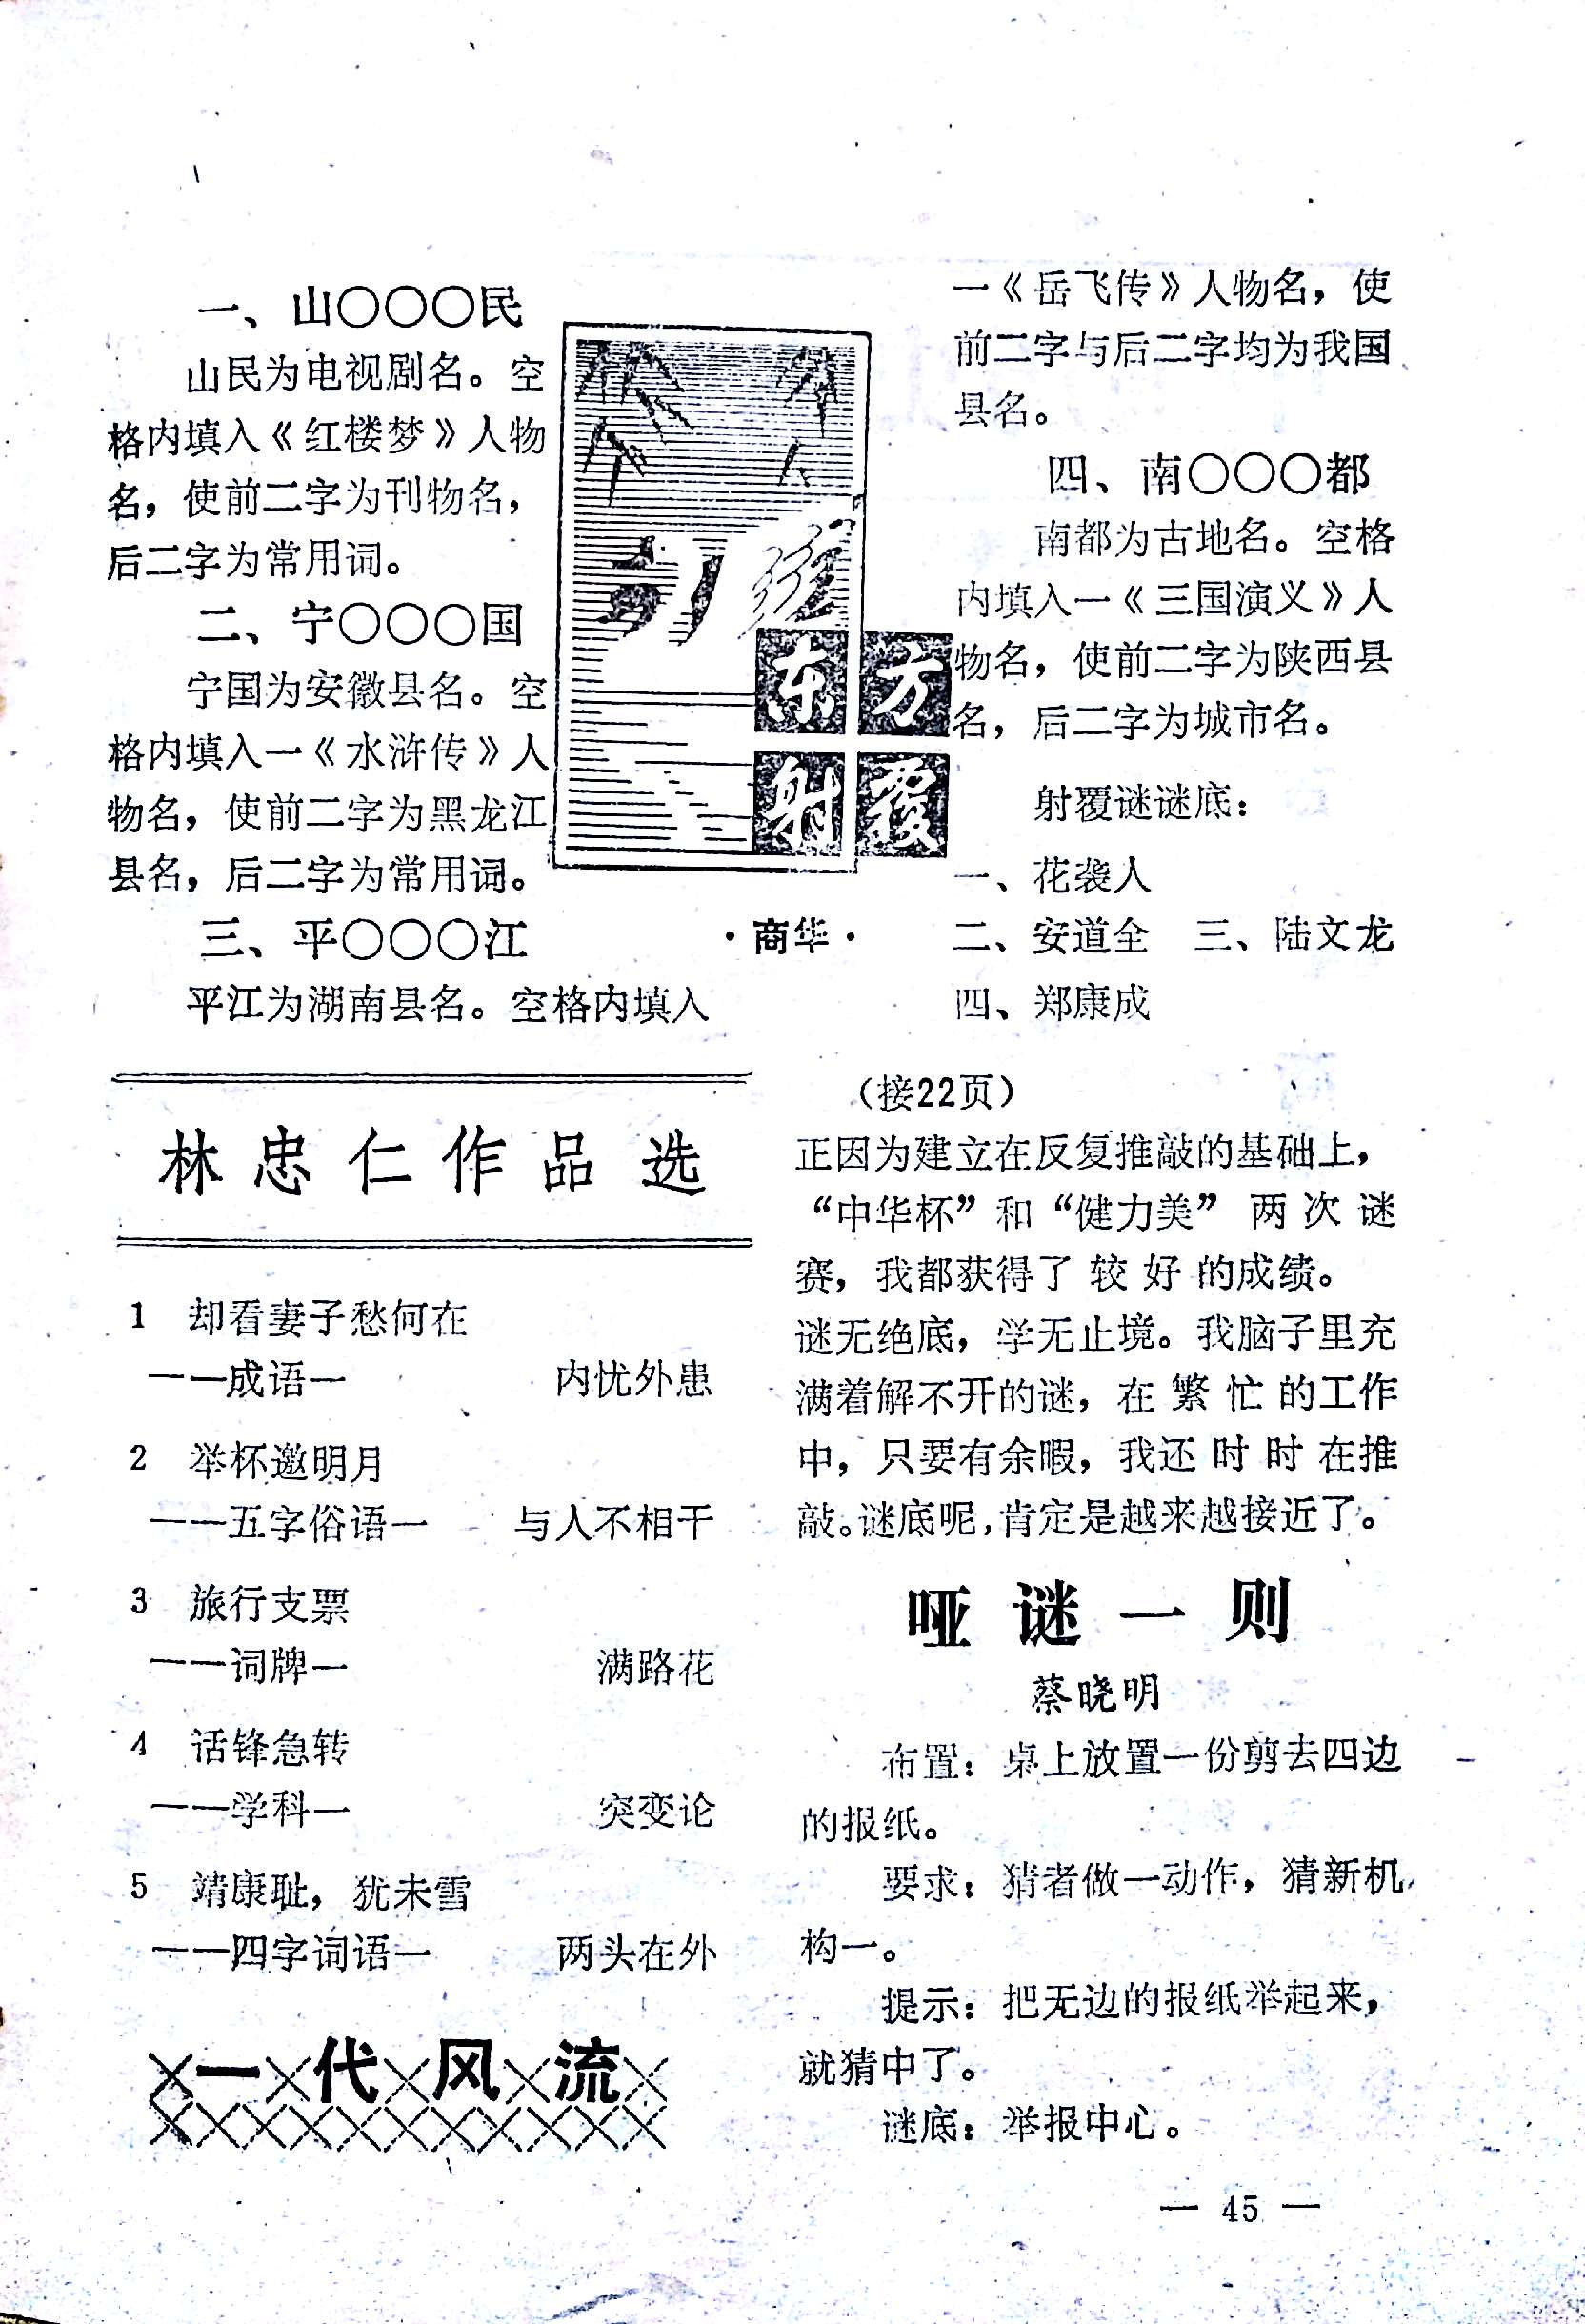 一、山〇〇〇民
山民为电视剧名。空
格内填入《红楼梦》人物
名，使前二字为刊物名，
后二字为常用词。
二、宁〇〇〇国
宁国为安徽县名。空
格内填入一《水浒传》人
物名，使前二字为黑龙江
县名，后二字为常用词。
三、平〇〇〇江
平江为湖南县名。空格内填入
东方
射覆
·商华·
一《岳飞传》人物名，使
前二字与后二字均为我国
县名。
四、南〇〇〇都
南都为古地名。空格
内填入一《三国演义》人
物名，使前二字为陕西县
名，后二字为城市名。
射覆谜谜底：
一、花袭人
二、安道全 三、陆文龙
四、郑康成
林忠仁作品选
1 却看妻子愁何在
——成语一 内忧外患
2 举杯邀明月
——五字俗语一 与人不相干
3 旅行支票
——词牌一 满路花
4 话锋急转
——学科一 突变论
5 靖康耻，犹未雪
——四字词语一 两头在外
一代风流
（接22页）
正因为建立在反复推敲的基础上，
“中华杯”和“健力美”两次谜
赛，我都获得了较好的成绩。
谜无绝底，学无止境。我脑子里充
满着解不开的谜，在繁忙的工作
中，只要有余暇，我还时时在推
敲。谜底呢，肯定是越来越接近了。
哑谜一则
蔡晓明
布置：桌上放置一份剪去四边
的报纸。
要求：猜者做一动作，猜新机
构一。
提示：把无边的报纸举起来，
就猜中了。
谜底：举报中心。
— 45 —